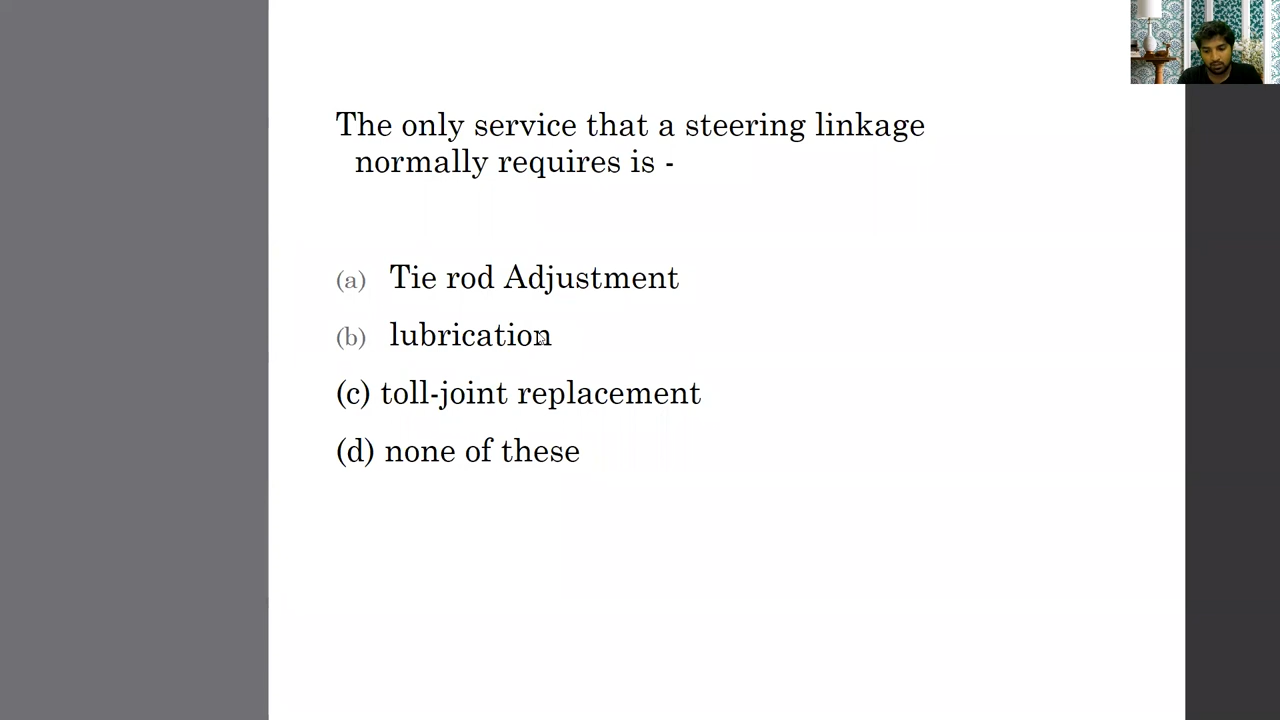 The only service that a steering linkage
normally requires is -
(a) Tie rod Adjustment
(b) lubrication
(c) toll-joint replacement
(d) none of these